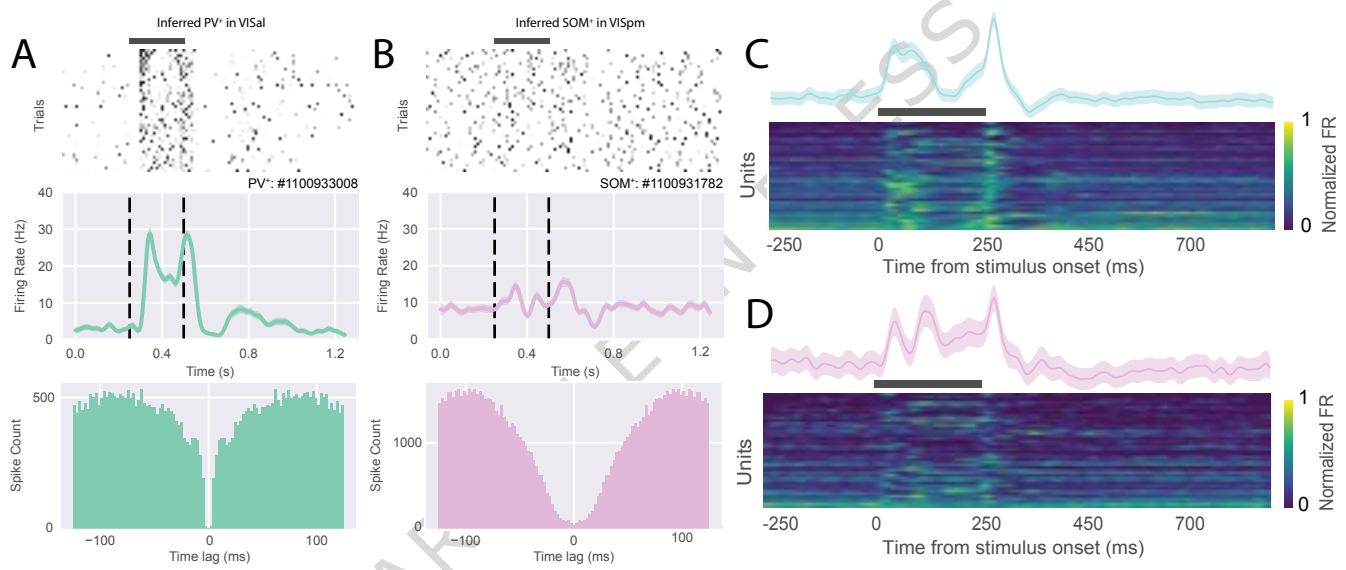 A
Inferred PV⁺ in VISal
Trials
PV⁺: #1100933008
40
30
20
10
0
Firing Rate (Hz)
0.0
0.4
0.8
1.2
Time (s)
500
0
Spike Count
−100
0
100
Time lag (ms)
B
Inferred SOM⁺ in VISpm
Trials
SOM⁺: #1100931782
40
30
20
10
0
Firing Rate (Hz)
0.0
0.4
0.8
1.2
Time (s)
1000
0
Spike Count
−100
0
100
Time lag (ms)
C
Units
-250
0
250
450
700
Time from stimulus onset (ms)
1
0
Normalized FR
D
Units
-250
0
250
450
700
Time from stimulus onset (ms)
1
0
Normalized FR